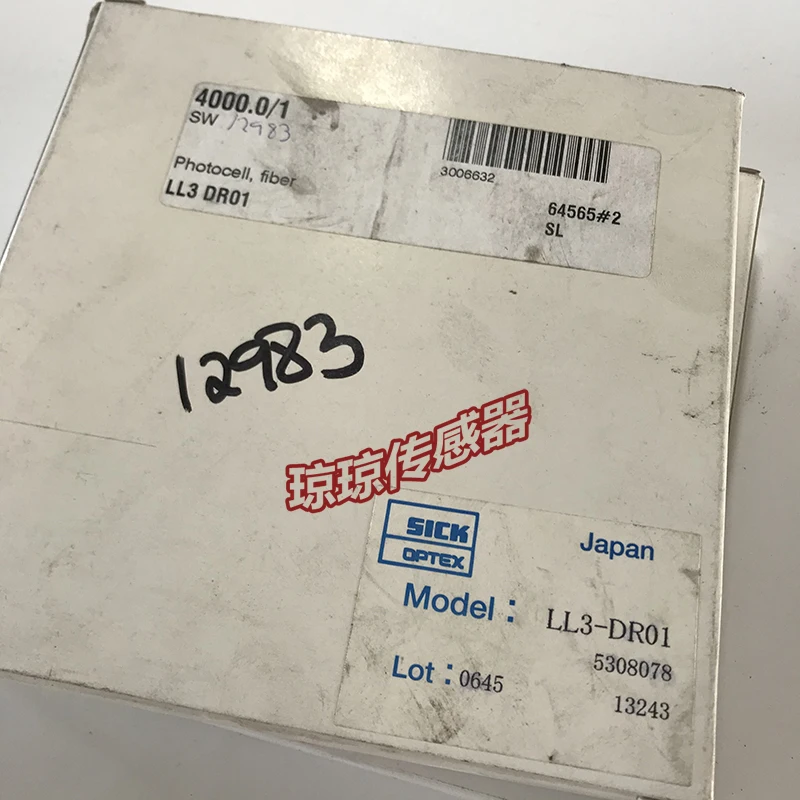 4000.0/1
SW 12983
3006632
Photocell, fiber
LL3 DR01
64565#2
SL
12983
琼琼传感器
SICK
OPTEX
Japan
Model : LL3-DR01
5308078
Lot : 0645
13243